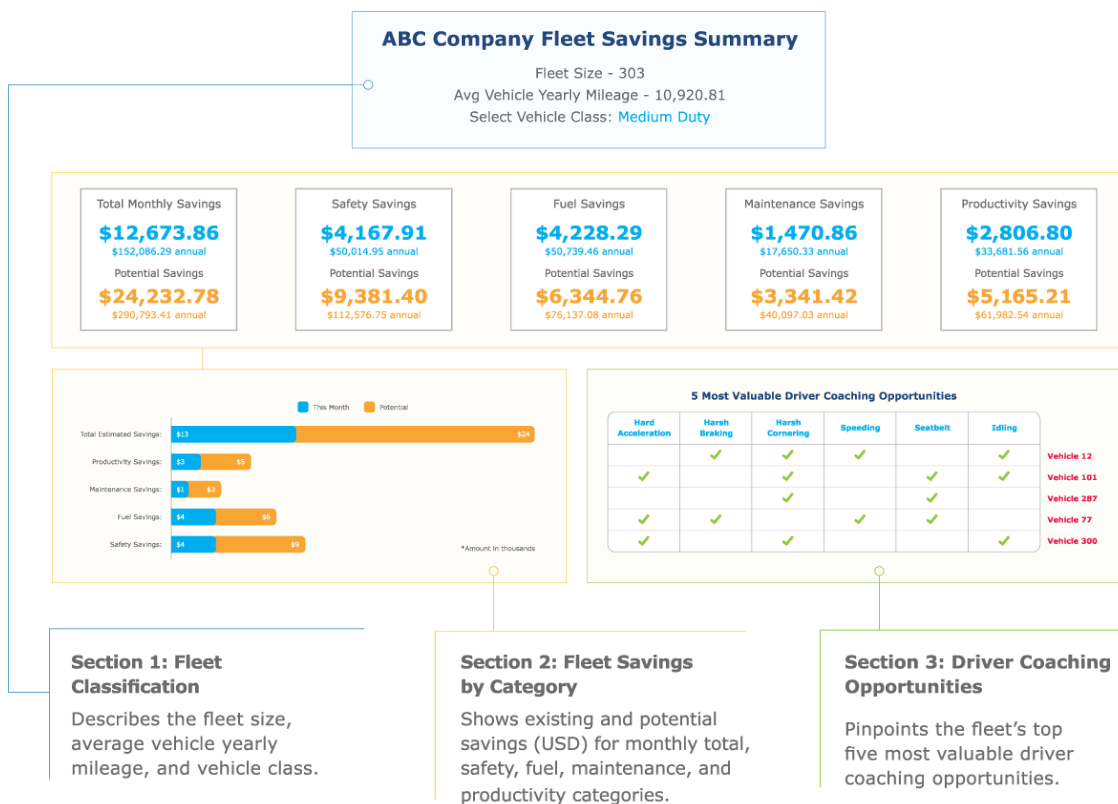 ABC Company Fleet Savings Summary
Fleet Size - 303
Avg Vehicle Yearly Mileage - 10,920.81
Select Vehicle Class: Medium Duty
Total Monthly Savings
$12,673.86
$152,086.29 annual
Potential Savings
$24,232.78
$290,793.41 annual
Safety Savings
$4,167.91
$50,014.95 annual
Potential Savings
$9,381.40
$112,576.75 annual
Fuel Savings
$4,228.29
$50,739.46 annual
Potential Savings
$6,344.76
$76,137.08 annual
Maintenance Savings
$1,470.86
$17,650.33 annual
Potential Savings
$3,341.42
$40,097.03 annual
Productivity Savings
$2,806.80
$33,681.56 annual
Potential Savings
$5,165.21
$61,982.54 annual
This Month Potential
Total Estimated Savings: $13 $24
Productivity Savings: $3 $5
Maintenance Savings: $1 $3
Fuel Savings: $4 $6
Safety Savings: $4 $9
*Amount in thousands
5 Most Valuable Driver Coaching Opportunities
Hard Acceleration
Harsh Braking
Harsh Cornering
Speeding
Seatbelt
Idling
Vehicle 12
Vehicle 101
Vehicle 287
Vehicle 77
Vehicle 300
Section 1: Fleet
Classification
Describes the fleet size,
average vehicle yearly
mileage, and vehicle class.
Section 2: Fleet Savings
by Category
Shows existing and potential
savings (USD) for monthly total,
safety, fuel, maintenance, and
productivity categories.
Section 3: Driver Coaching
Opportunities
Pinpoints the fleet's top
five most valuable driver
coaching opportunities.